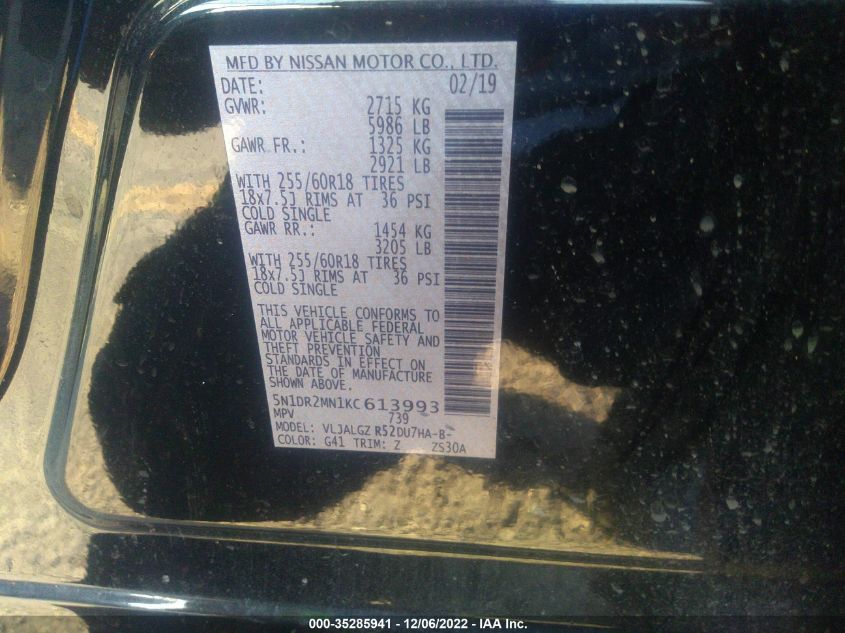 MFD BY NISSAN MOTOR CO., LTD.
DATE: 02/19
GVWR: 2715 KG
5986 LB
GAWR FR.: 1325 KG
2921 LB
WITH 255/60R18 TIRES
18x7.5J RIMS AT 36 PSI
COLD SINGLE
GAWR RR.: 1454 KG
3205 LB
WITH 255/60R18 TIRES
18x7.5J RIMS AT 36 PSI
COLD SINGLE
THIS VEHICLE CONFORMS TO
ALL APPLICABLE FEDERAL
MOTOR VEHICLE SAFETY AND
THEFT PREVENTION
STANDARDS IN EFFECT ON
THE DATE OF MANUFACTURE
SHOWN ABOVE.
5N1DR2MN1KC613993
MPV 739
MODEL: VLJALGZ R52DU7HA-B-
COLOR: G41 TRIM: Z ZS30A
000-35285941 - 12/06/2022 - IAA Inc.